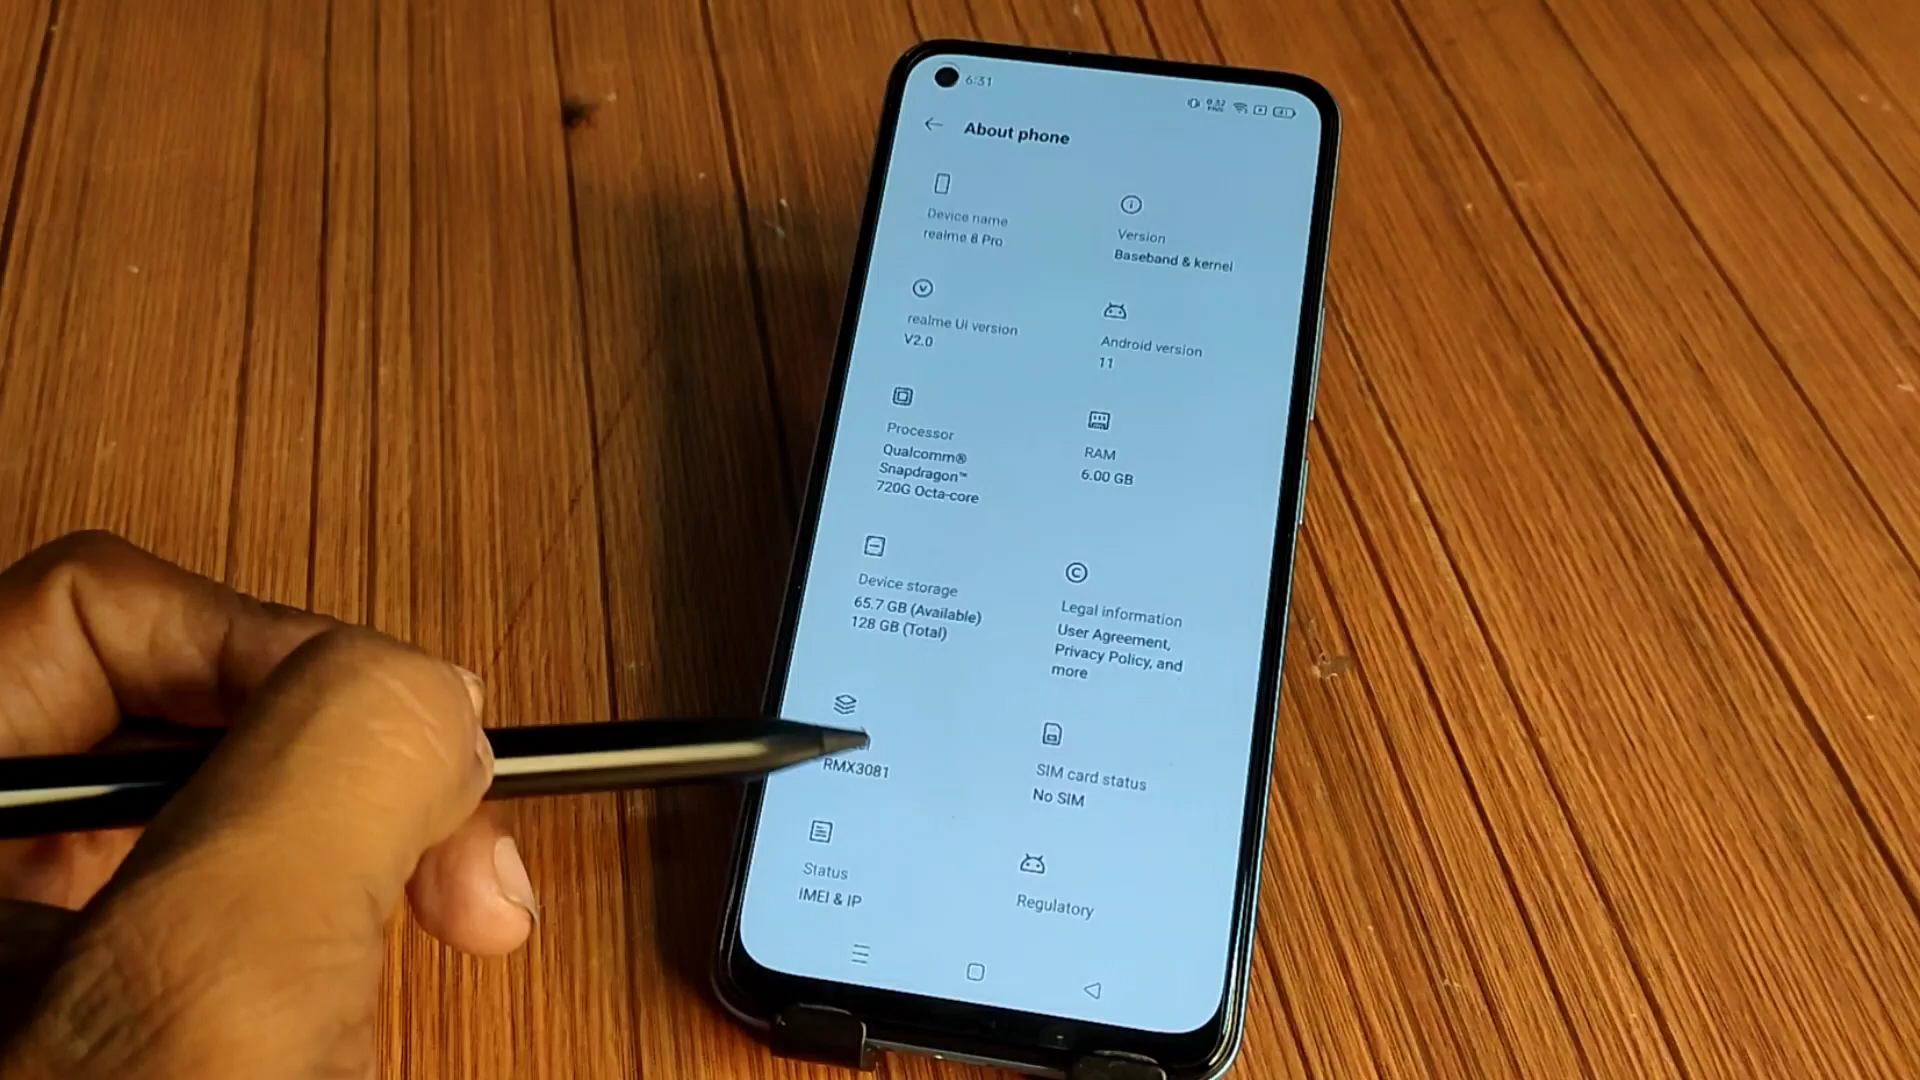 6:31
About phone
Device name
realme 8 Pro
Version
Baseband & kernel
realme UI version
V2.0
Android version
11
Processor
Qualcomm®
Snapdragon™
720G Octa-core
RAM
6.00 GB
Device storage
65.7 GB (Available)
128 GB (Total)
Legal information
User Agreement,
Privacy Policy, and
more
RMX3081
SIM card status
No SIM
Status
IMEI & IP
Regulatory